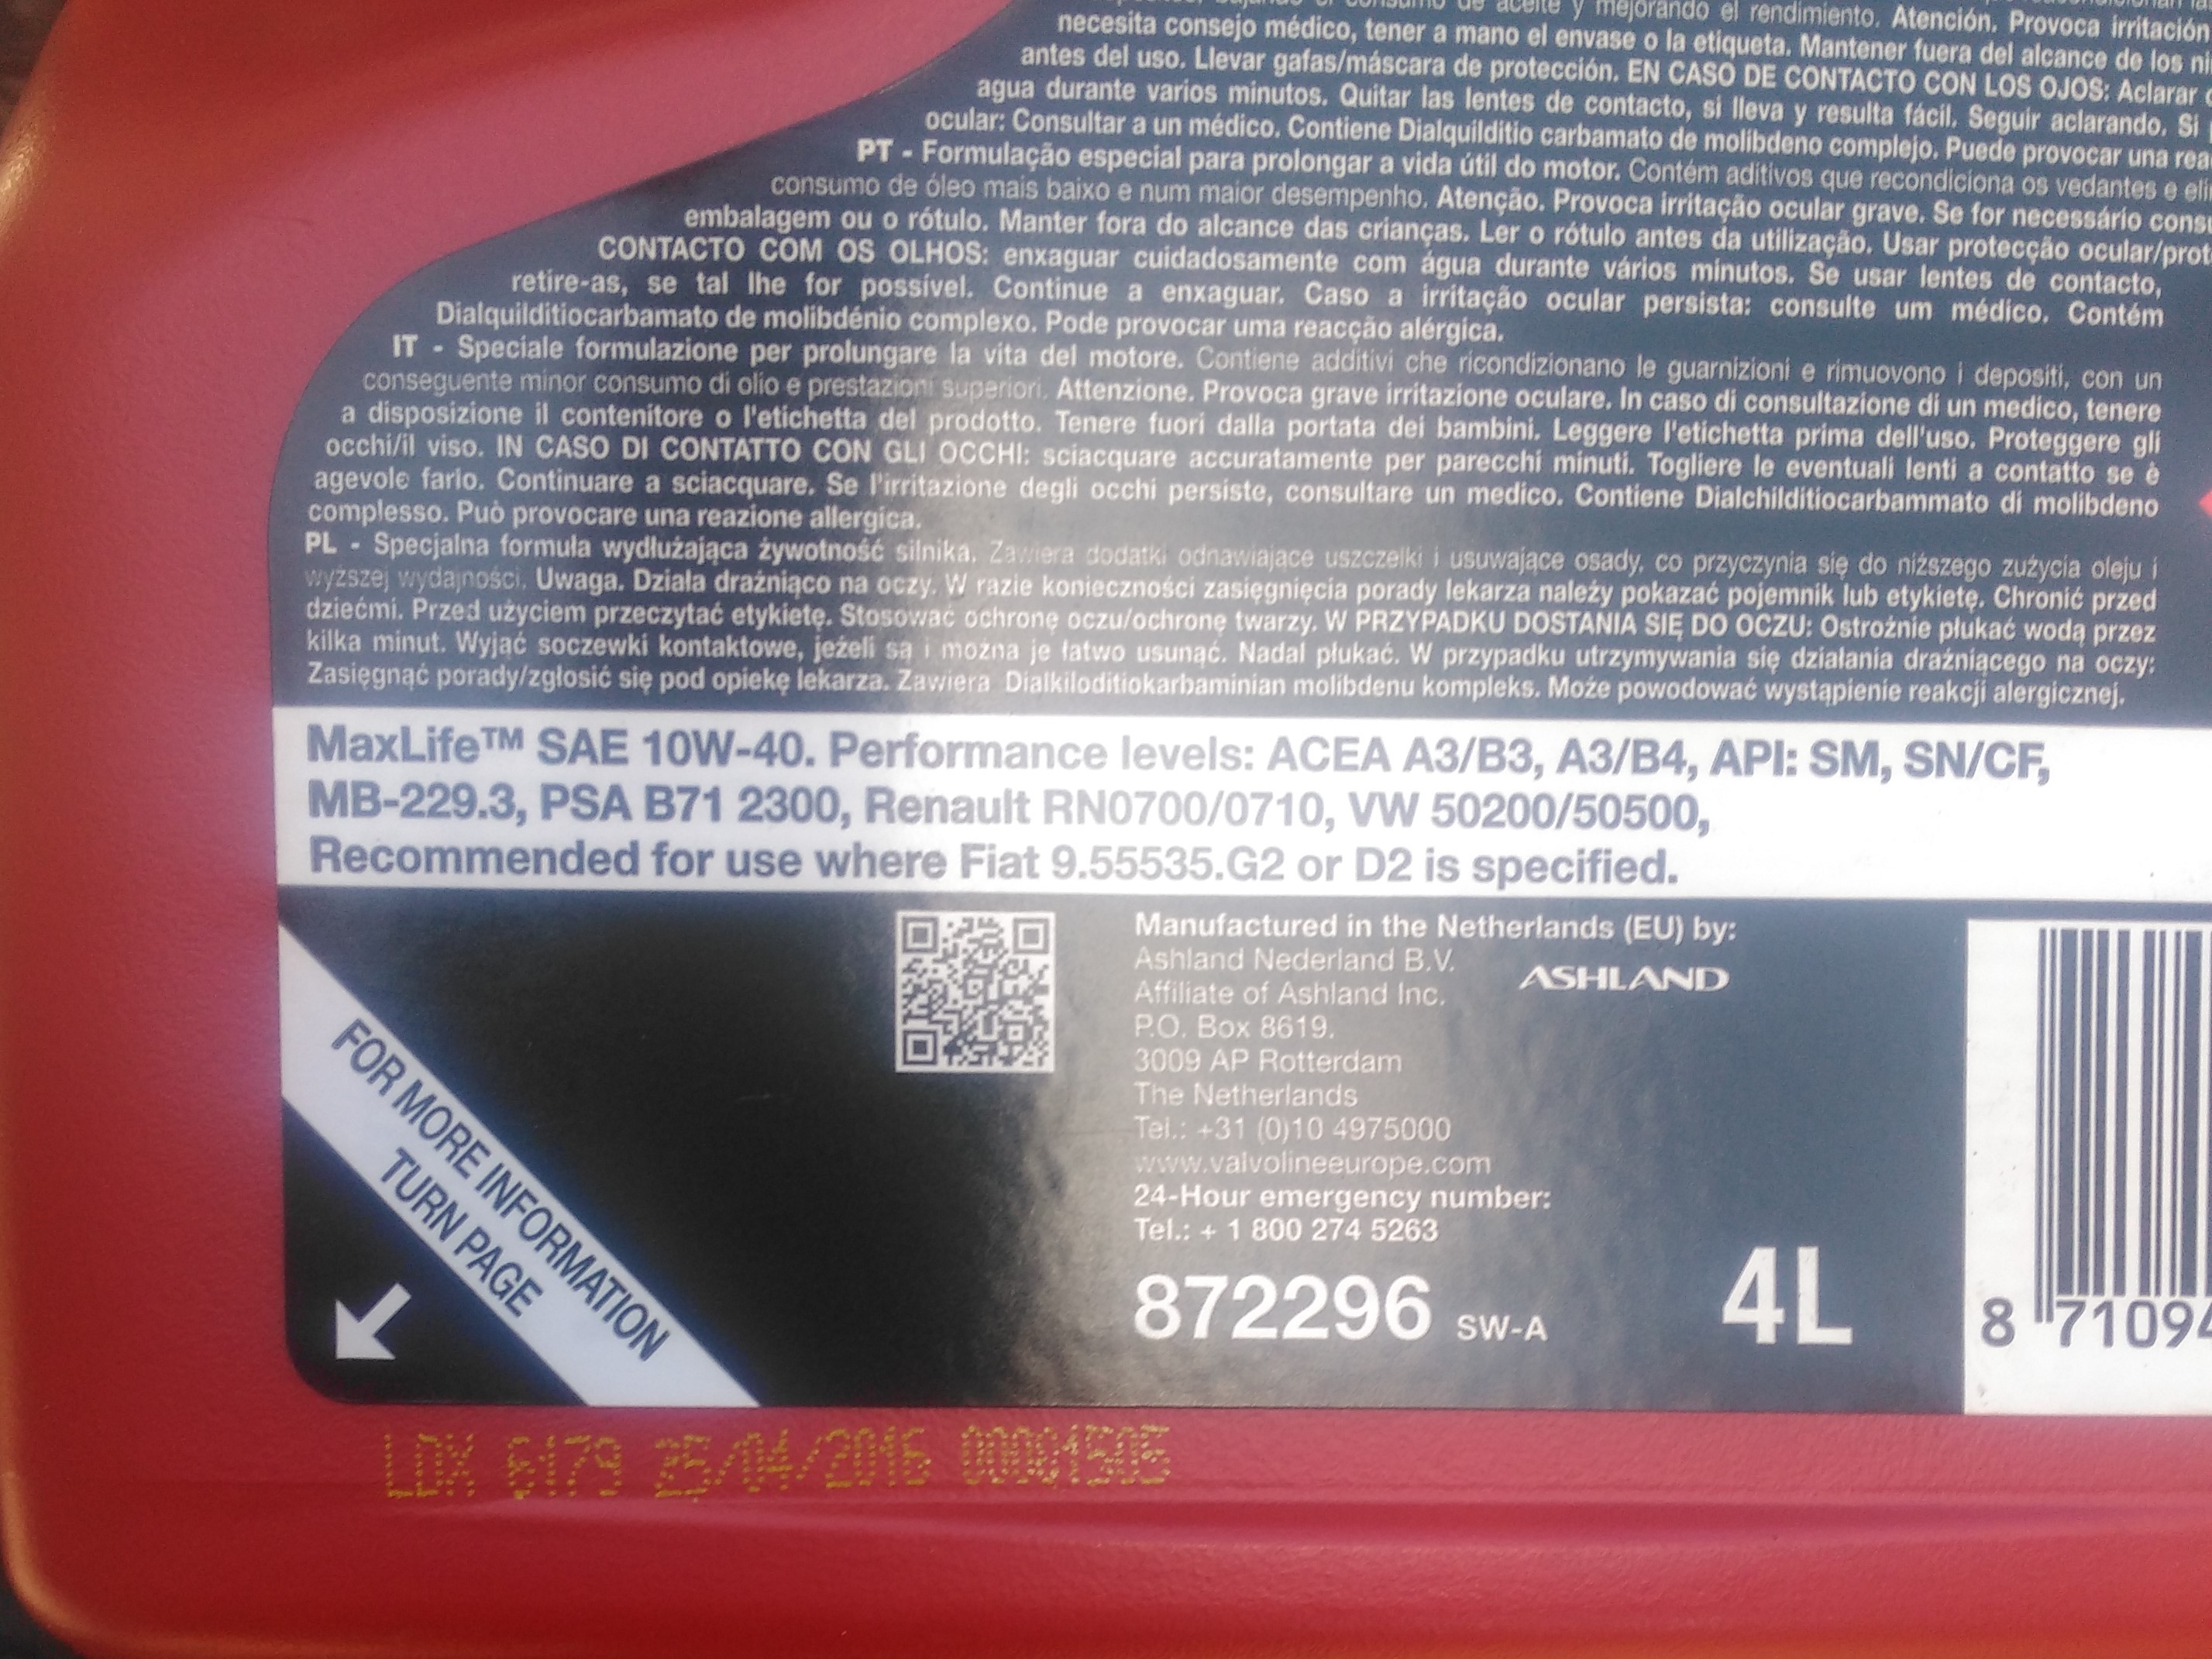 consumo de aceite y mejorando el rendimiento. Atención. Provoca irritación
necesita consejo médico, tener a mano el envase o la etiqueta. Mantener fuera del alcance de los
antes del uso. Llevar gafas/máscara de protección. EN CASO DE CONTACTO CON LOS OJOS: Aclarar
agua durante varios minutos. Quitar las lentes de contacto, si lleva y resulta fácil. Seguir aclarando. Si
ocular: Consultar a un médico. Contiene Dialquilditio carbamato de molibdeno complejo. Puede provocar una
PT - Formulação especial para prolongar a vida útil do motor. Contém aditivos que recondiciona os vedantes e
consumo de óleo mais baixo e num maior desempenho. Atenção. Provoca irritação ocular grave. Se for necessário
embalagem ou o rótulo. Manter fora do alcance das crianças. Ler o rótulo antes da utilização. Usar protecção ocular/prot
CONTACTO COM OS OLHOS: enxaguar cuidadosamente com água durante vários minutos. Se usar lentes de contacto,
retire-as, se tal lhe for possível. Continue a enxaguar. Caso a irritação ocular persista: consulte um médico. Contém
Dialquilditiocarbamato de molibdénio complexo. Pode provocar uma reacção alérgica.
IT - Speciale formulazione per prolungare la vita del motore. Contiene additivi che ricondizionano le guarnizioni e rimuovono i depositi, con un
conseguente minor consumo di olio e prestazioni superiori. Attenzione. Provoca grave irritazione oculare. In caso di consultazione di un medico, tenere
a disposizione il contenitore o l'etichetta del prodotto. Tenere fuori dalla portata dei bambini. Leggere l'etichetta prima dell'uso. Proteggere gli
occhi/il viso. IN CASO DI CONTATTO CON GLI OCCHI: sciacquare accuratamente per parecchi minuti. Togliere le eventuali lenti a contatto se è
agevole farlo. Continuare a sciacquare. Se l'irritazione degli occhi persiste, consultare un medico. Contiene Dialchilditiocarbammato di molibdeno
complesso. Può provocare una reazione allergica.
PL - Specjalna formuła wydłużająca żywotność silnika. Zawiera dodatki odnawiające uszczelki i usuwające osady, co przyczynia się do niższego zużycia oleju i
wyższej wydajności. Uwaga. Działa drażniąco na oczy. W razie konieczności zasięgnięcia porady lekarza należy pokazać pojemnik lub etykietę. Chronić przed
dziećmi. Przed użyciem przeczytać etykietę. Stosować ochronę oczu/ochronę twarzy. W PRZYPADKU DOSTANIA SIĘ DO OCZU: Ostrożnie płukać wodą przez
kilka minut. Wyjąć soczewki kontaktowe, jeżeli są i można je łatwo usunąć. Nadal płukać. W przypadku utrzymywania się działania drażniącego na oczy:
Zasięgnąć porady/zgłosić się pod opiekę lekarza. Zawiera Dialkiloditiokarbaminian molibdenu kompleks. Może powodować wystąpienie reakcji alergicznej.
MaxLife™ SAE 10W-40. Performance levels: ACEA A3/B3, A3/B4, API: SM, SN/CF,
MB-229.3, PSA B71 2300, Renault RN0700/0710, VW 50200/50500,
Recommended for use where Fiat 9.55535.G2 or D2 is specified.
Manufactured in the Netherlands (EU) by:
Ashland Nederland B.V.
ASHLAND
Affiliate of Ashland Inc.
P.O. Box 8619.
3009 AP Rotterdam
The Netherlands
Tel.: +31 (0)10 4975000
www.valvolineeurope.com
24-Hour emergency number:
Tel.: + 1 800 274 5263
872296 SW-A
4L
8 71094
FOR MORE INFORMATION
TURN PAGE
25/04/2016 00001505